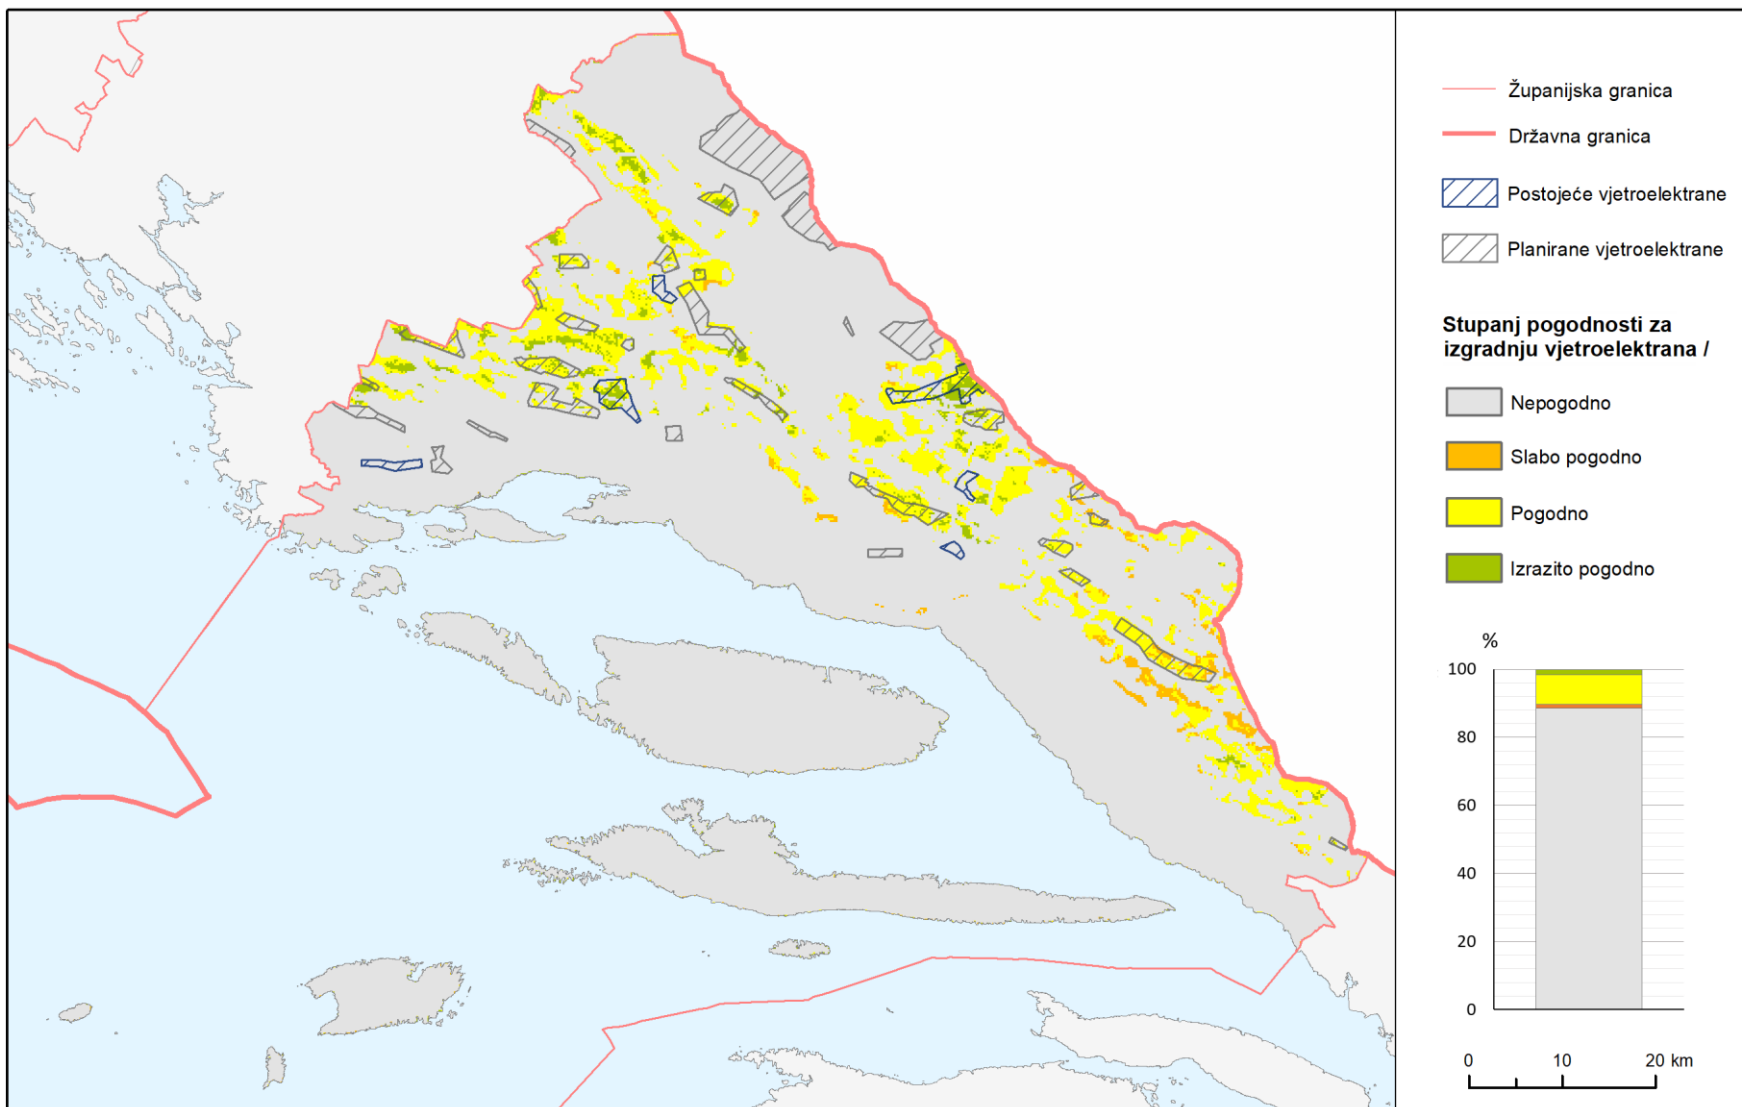 Županijska granica
Državna granica
Postojeće vjetroelektrane
Planirane vjetroelektrane
Stupanj pogodnosti za
izgradnju vjetroelektrana /
Nepogodno
Slabo pogodno
Pogodno
Izrazito pogodno
%
100
80
60
40
20
0
0 10 20 km